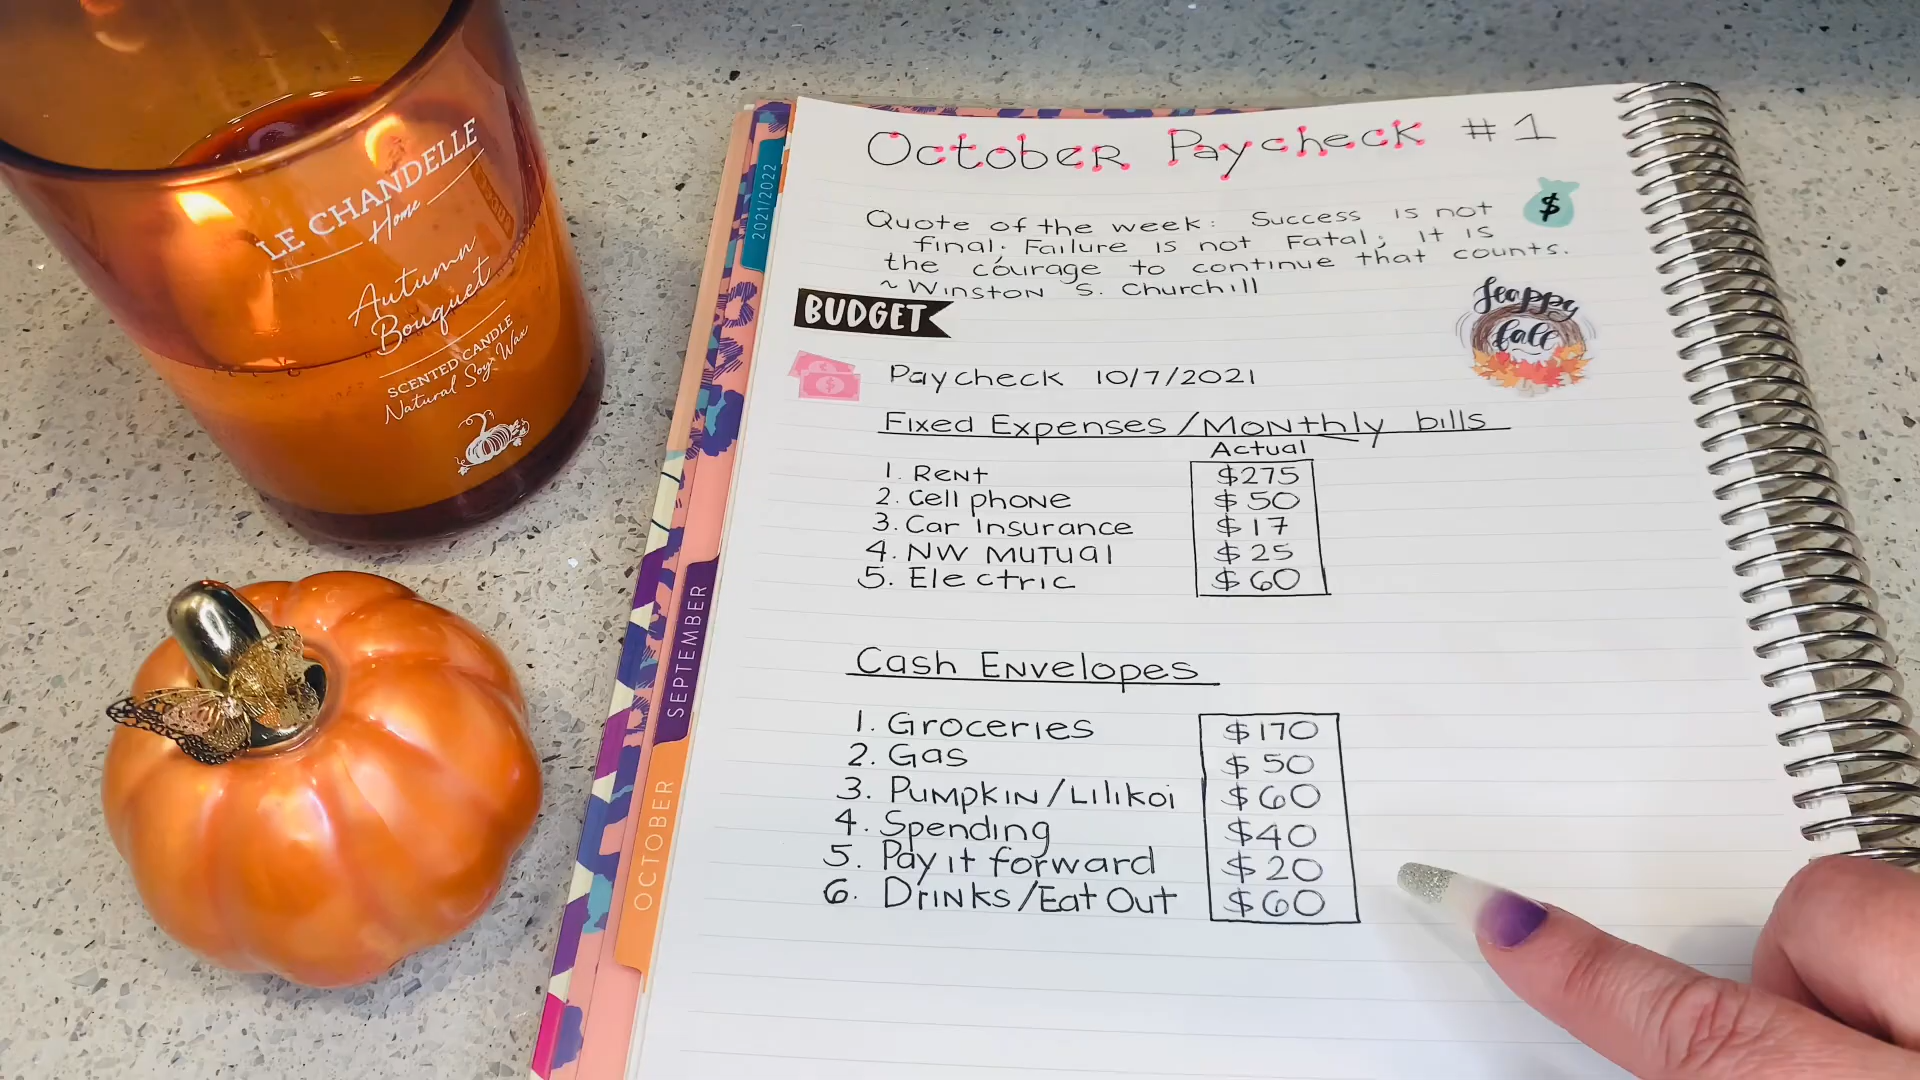 LE CHANDELLE
Home
Autumn
Bouquet
SCENTED CANDLE
Natural Soy Wax
2021/2022
SEPTEMBER
OCTOBER
October Paycheck #1
Quote of the week: Success is not
final; Failure is not Fatal; it is
the courage to continue that counts.
~ Winston S. Churchill
$
BUDGET
Happy
fall
Paycheck 10/7/2021
Fixed Expenses/Monthly bills
Actual
1. Rent $275
2. Cell phone $50
3. Car Insurance $17
4. NW Mutual $25
5. Electric $60
Cash Envelopes
1. Groceries $170
2. Gas $50
3. Pumpkin/Lilikoi $60
4. Spending $40
5. Pay it forward $20
6. Drinks/Eat Out $60